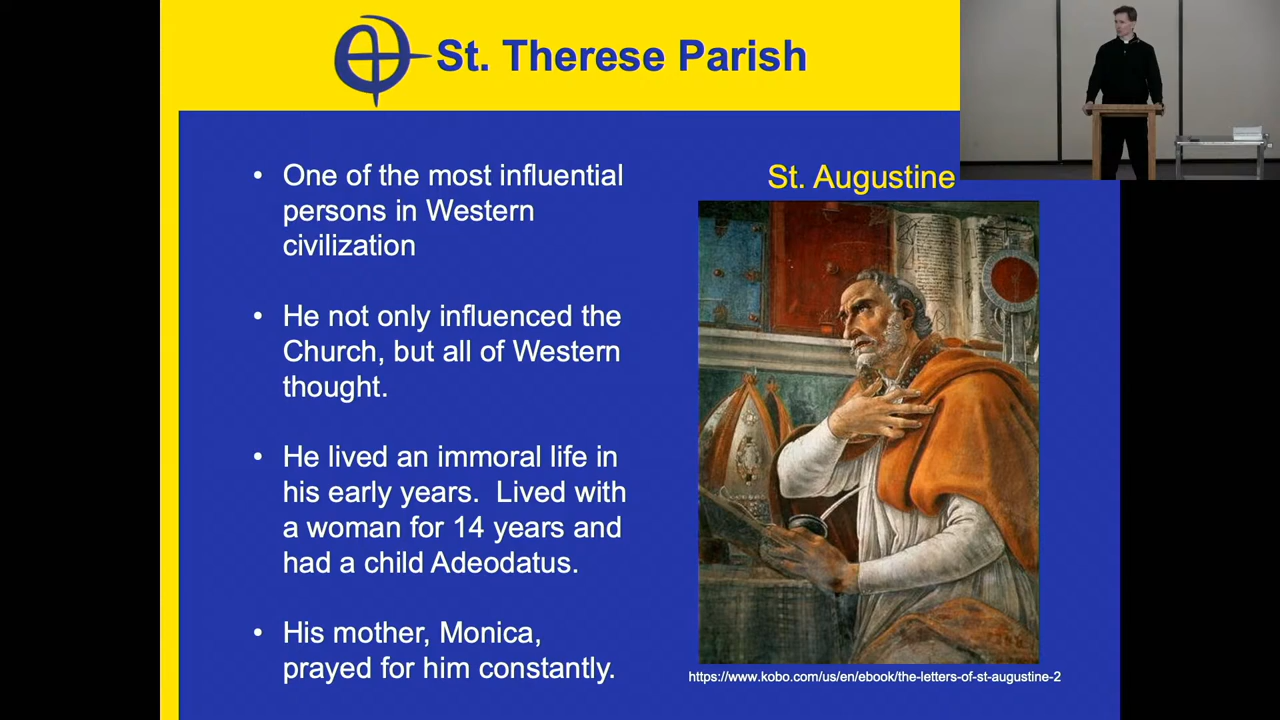 St. Therese Parish
• One of the most influential
persons in Western
civilization
• He not only influenced the
Church, but all of Western
thought.
• He lived an immoral life in
his early years.  Lived with
a woman for 14 years and
had a child Adeodatus.
• His mother, Monica,
prayed for him constantly.
St. Augustine
https://www.kobo.com/us/en/ebook/the-letters-of-st-augustine-2